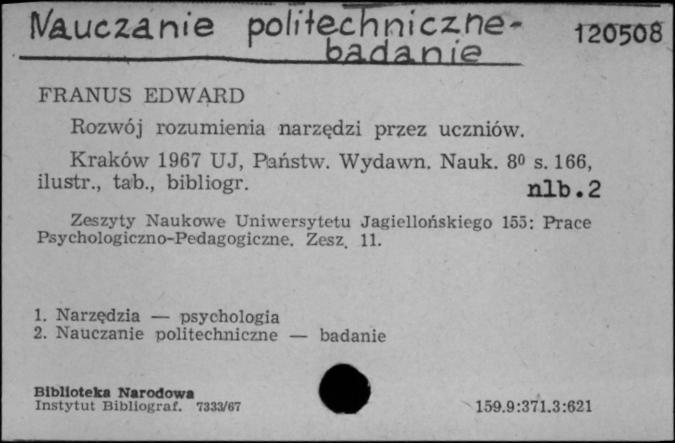 Nauczanie politechniczne-
badanie
120508
FRANUS EDWARD
Rozwój rozumienia narzędzi przez uczniów.
Kraków 1967 UJ, Państw. Wydawn. Nauk. 8⁰ s. 166,
ilustr., tab., bibliogr.
nlb.2
Zeszyty Naukowe Uniwersytetu Jagiellońskiego 155: Prace
Psychologiczno-Pedagogiczne. Zesz. 11.
1. Narzędzia — psychologia
2. Nauczanie politechniczne — badanie
Biblioteka Narodowa
Instytut Bibliograf. 7333/67
159.9:371.3:621